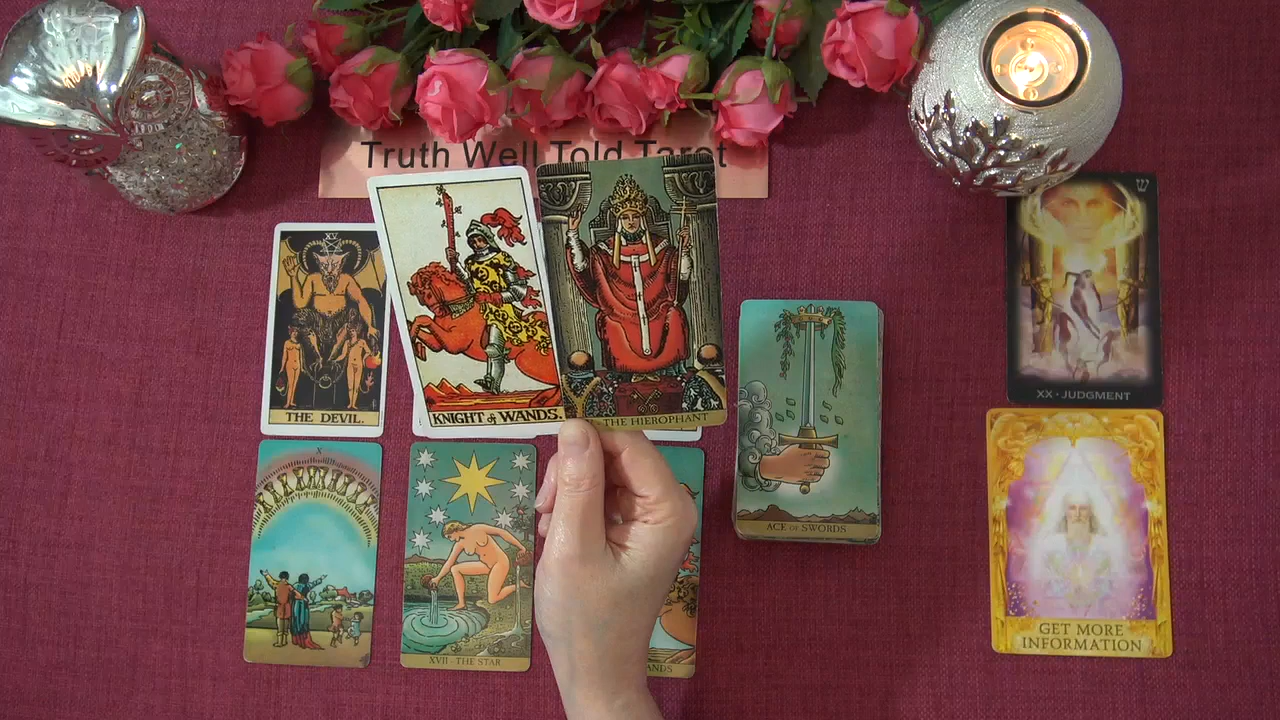 Truth Well Told Tarot
XV
THE DEVIL.
KNIGHT of WANDS.
THE HIEROPHANT
ACE OF SWORDS
ש
XX · JUDGMENT
X
XVII · THE STAR
ANDS
GET MORE
INFORMATION